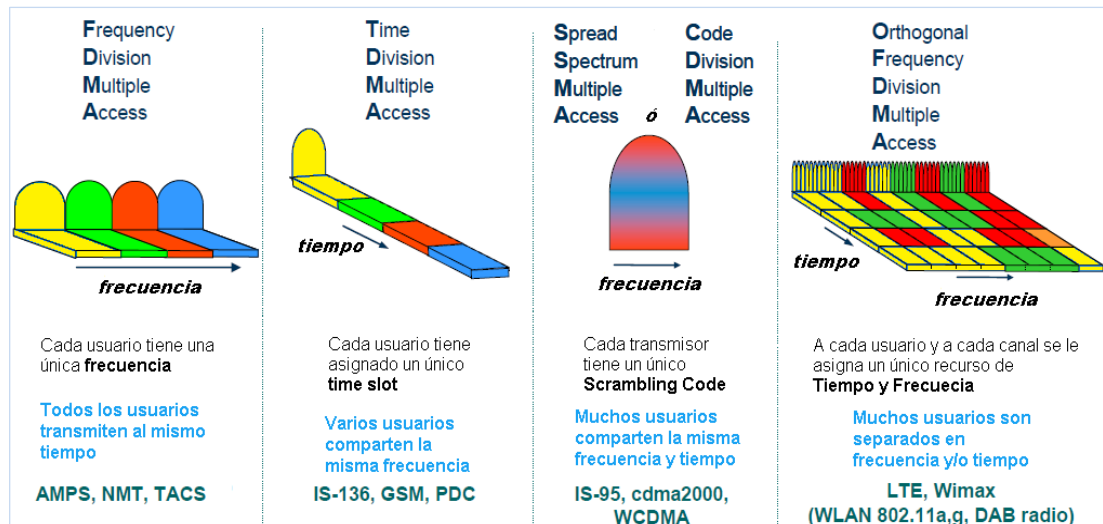 Frequency
Division
Multiple
Access
frecuencia
Cada usuario tiene una
única frecuencia
Todos los usuarios
transmiten al mismo
tiempo
AMPS, NMT, TACS
Time
Division
Multiple
Access
tiempo
Cada usuario tiene
asignado un único
time slot
Varios usuarios
comparten la
misma frecuencia
IS-136, GSM, PDC
Spread
Spectrum
Multiple
Access
ó
Code
Division
Multiple
Access
frecuencia
Cada transmisor
tiene un único
Scrambling Code
Muchos usuarios
comparten la misma
frecuencia y tiempo
IS-95, cdma2000,
WCDMA
Orthogonal
Frequency
Division
Multiple
Access
tiempo
frecuencia
A cada usuario y a cada canal se le
asigna un único recurso de
Tiempo y Frecuecia
Muchos usuarios son
separados en
frecuencia y/o tiempo
LTE, Wimax
(WLAN 802.11a,g, DAB radio)